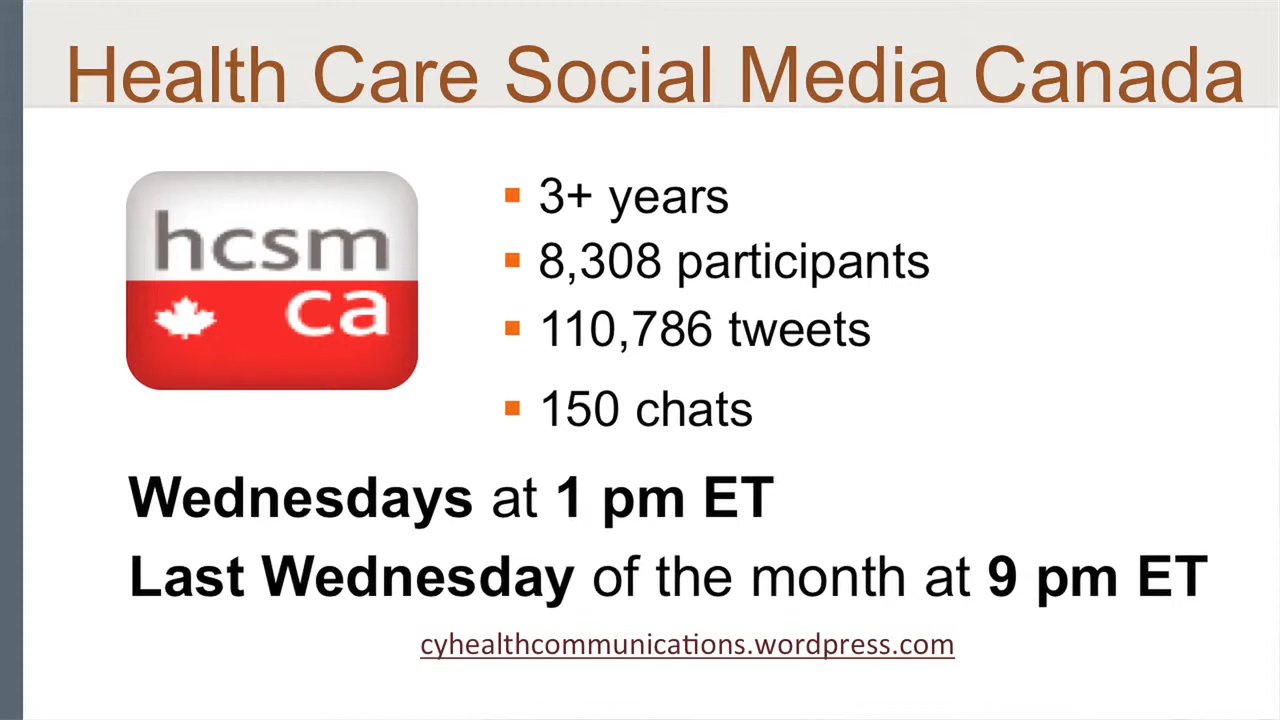 Health Care Social Media Canada
hcsm
ca
3+ years
8,308 participants
110,786 tweets
150 chats
Wednesdays at 1 pm ET
Last Wednesday of the month at 9 pm ET
cyhealthcommunications.wordpress.com